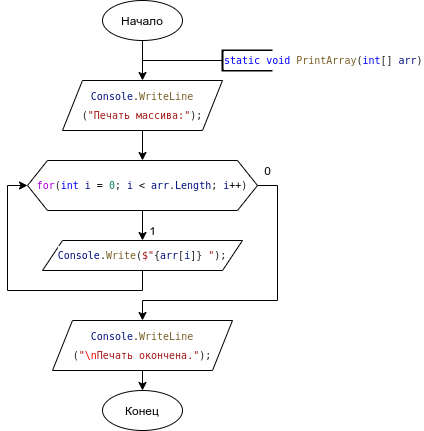 Начало
static void PrintArray(int[] arr)
Console.WriteLine
("Печать массива:");
0
for(int i = 0; i < arr.Length; i++)
1
Console.Write($"{arr[i]} ");
Console.WriteLine
("\nПечать окончена.");
Конец